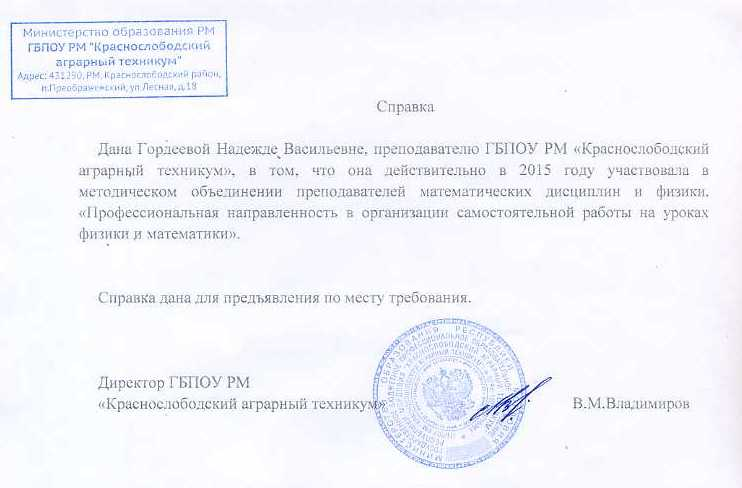 Министерство образования РМ
ГБПОУ РМ "Краснослободский
аграрный техникум"
Адрес: 431290, РМ, Краснослободский район,
п.Преображенский, ул.Лесная, д.18
Справка
Дана Гордеевой Надежде Васильевне, преподавателю ГБПОУ РМ «Краснослободский
аграрный техникум», в том, что она действительно в 2015 году участвовала в
методическом объединении преподавателей математических дисциплин и физики.
«Профессиональная направленность в организации самостоятельной работы на уроках
физики и математики».
Справка дана для предъявления по месту требования.
Директор ГБПОУ РМ
«Краснослободский аграрный техникум»
В.М.Владимиров